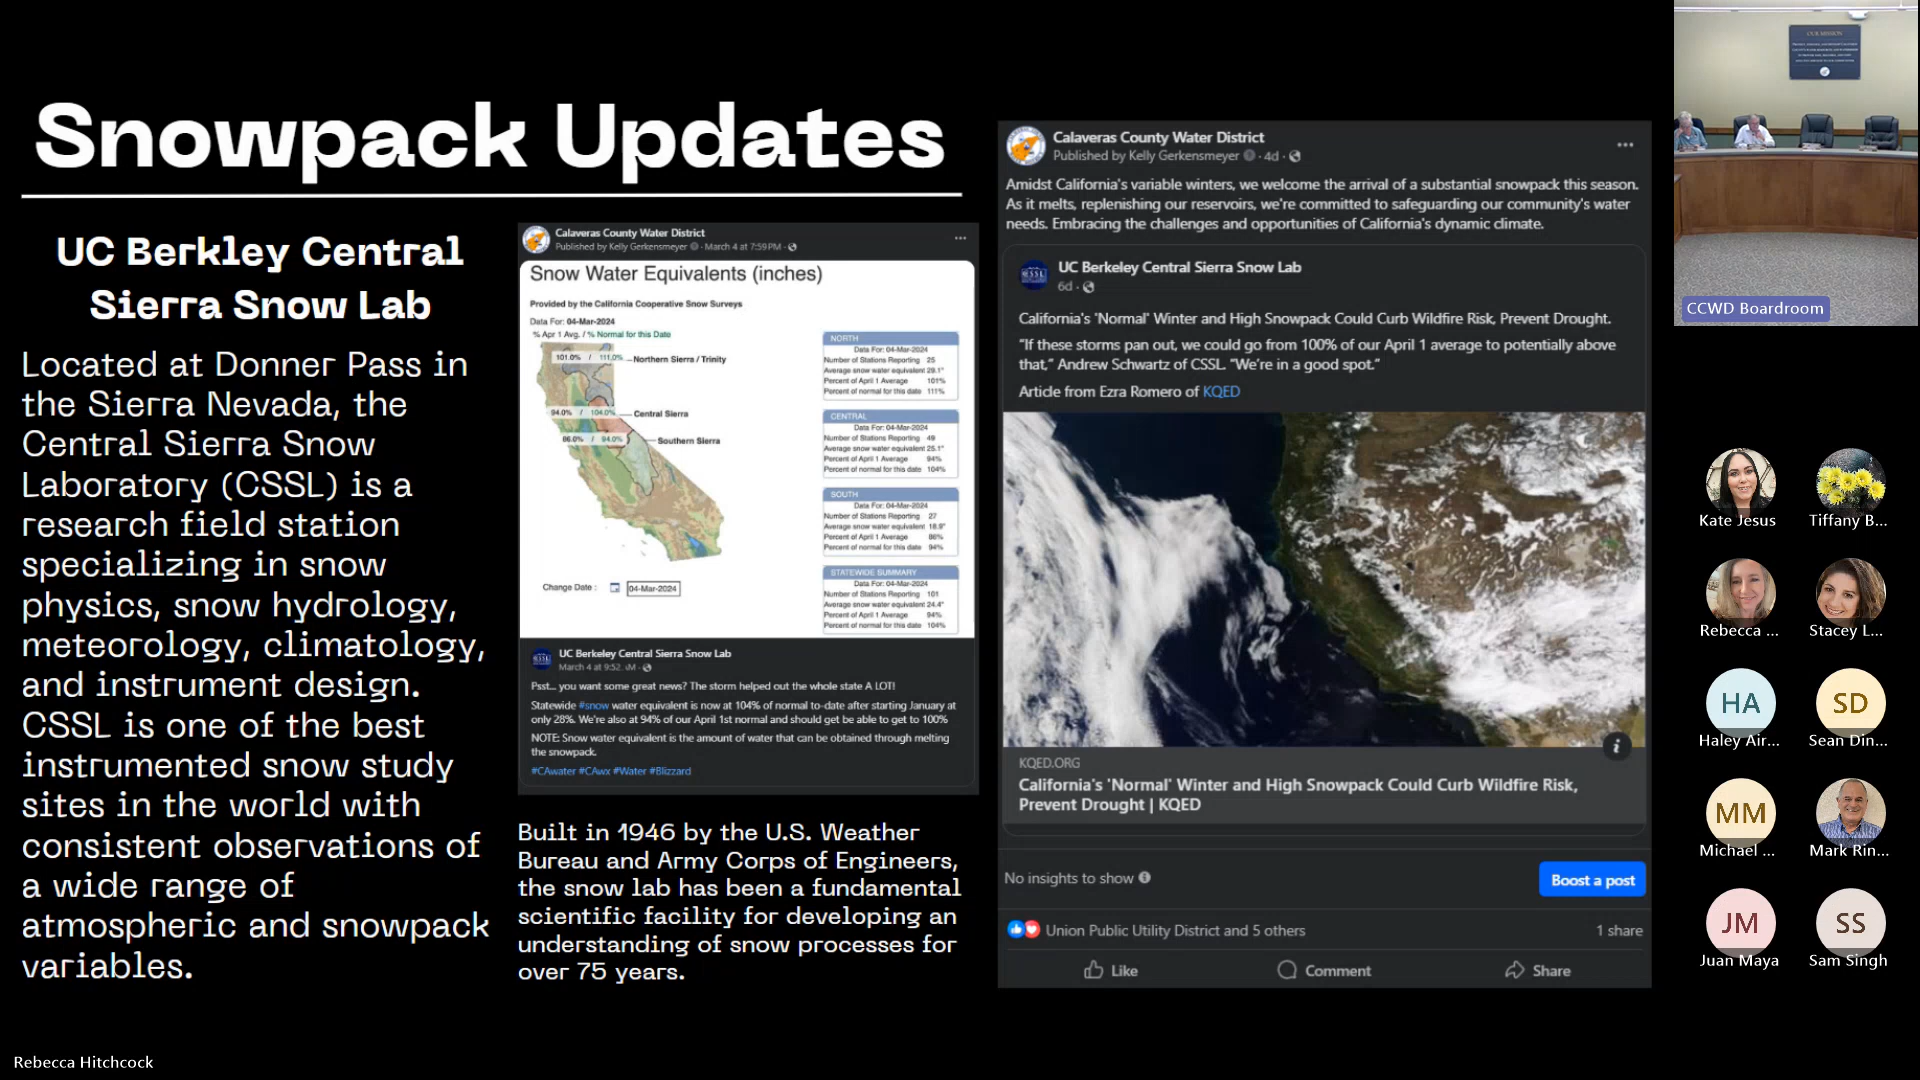 Snowpack Updates
UC Berkley Central
Sierra Snow Lab
Located at Donner Pass in
the Sierra Nevada, the
Central Sierra Snow
Laboratory (CSSL) is a
research field station
specializing in snow
physics, snow hydrology,
meteorology, climatology,
and instrument design.
CSSL is one of the best
instrumented snow study
sites in the world with
consistent observations of
a wide range of
atmospheric and snowpack
variables.
Calaveras County Water District
Published by Kelly Gerkensmeyer · March 4 at 7:59 PM ·
Snow Water Equivalents (inches)
Provided by the California Cooperative Snow Surveys
Data For: 04-Mar-2024
% Apr 1 Avg. / % Normal for this Date
101.0% / 111.0%
Northern Sierra / Trinity
94.0% / 104.0%
Central Sierra
86.0% / 94.0%
Southern Sierra
Change Date :
04-Mar-2024
NORTH
Data For: 04-Mar-2024
Number of Stations Reporting 25
Average snow water equivalent 29.1"
Percent of April 1 Average 101%
Percent of normal for this date 111%
CENTRAL
Data For: 04-Mar-2024
Number of Stations Reporting 49
Average snow water equivalent 25.1"
Percent of April 1 Average 94%
Percent of normal for this date 104%
SOUTH
Data For: 04-Mar-2024
Number of Stations Reporting 27
Average snow water equivalent 18.9"
Percent of April 1 Average 86%
Percent of normal for this date 94%
STATEWIDE SUMMARY
Data For: 04-Mar-2024
Number of Stations Reporting 101
Average snow water equivalent 24.4"
Percent of April 1 Average 94%
Percent of normal for this date 104%
UC Berkeley Central Sierra Snow Lab
March 4 at 9:52
Psst... you want some great news? The storm helped out the whole state A LOT!
Statewide #snow water equivalent is now at 104% of normal to-date after starting January at
only 28%. We're also at 94% of our April 1st normal and should get be able to get to 100%
NOTE: Snow water equivalent is the amount of water that can be obtained through melting
the snowpack.
#CAwater #CAwx #Water #Blizzard
Built in 1946 by the U.S. Weather
Bureau and Army Corps of Engineers,
the snow lab has been a fundamental
scientific facility for developing an
understanding of snow processes for
over 75 years.
Calaveras County Water District
Published by Kelly Gerkensmeyer · 4d ·
Amidst California's variable winters, we welcome the arrival of a substantial snowpack this season.
As it melts, replenishing our reservoirs, we're committed to safeguarding our community's water
needs. Embracing the challenges and opportunities of California's dynamic climate.
UC Berkeley Central Sierra Snow Lab
6d ·
California's 'Normal' Winter and High Snowpack Could Curb Wildfire Risk, Prevent Drought.
"If these storms pan out, we could go from 100% of our April 1 average to potentially above
that," Andrew Schwartz of CSSL. "We're in a good spot."
Article from Ezra Romero of KQED
KQED.ORG
California's 'Normal' Winter and High Snowpack Could Curb Wildfire Risk,
Prevent Drought | KQED
No insights to show
Boost a post
Union Public Utility District and 5 others
1 share
Like
Comment
Share
OUR MISSION
CCWD Boardroom
Kate Jesus
Tiffany B...
Rebecca ...
Stacey L...
HA
Haley Air...
SD
Sean Din...
MM
Michael ...
Mark Rin...
JM
Juan Maya
SS
Sam Singh
Rebecca Hitchcock